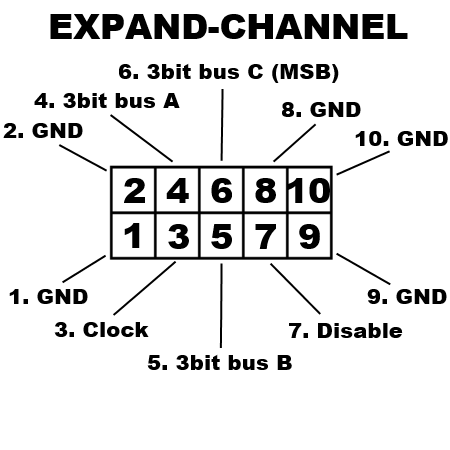 EXPAND-CHANNEL
6. 3bit bus C (MSB)
4. 3bit bus A
8. GND
2. GND
10. GND
2 4 6 8 10
1 3 5 7 9
1. GND
9. GND
3. Clock
7. Disable
5. 3bit bus B